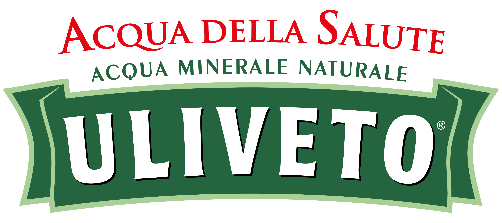 ACQUA DELLA SALUTE
ACQUA MINERALE NATURALE
ULIVETO®